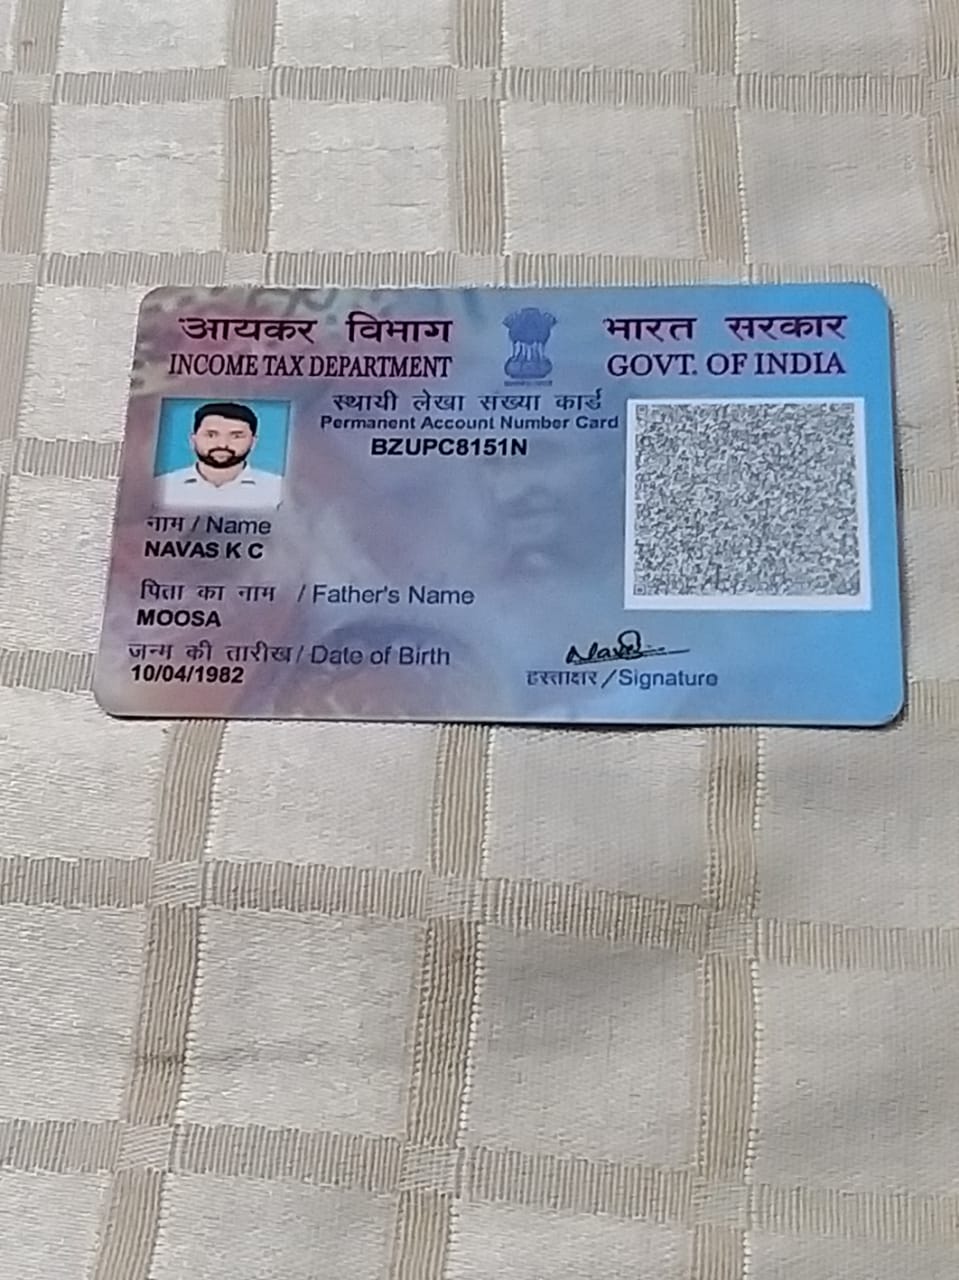 आयकर विभाग
INCOME TAX DEPARTMENT
भारत सरकार
GOVT. OF INDIA
स्थायी लेखा संख्या कार्ड
Permanent Account Number Card
BZUPC8151N
नाम / Name
NAVAS K C
पिता का नाम / Father's Name
MOOSA
जन्म की तारीख / Date of Birth
10/04/1982
हस्ताक्षर / Signature